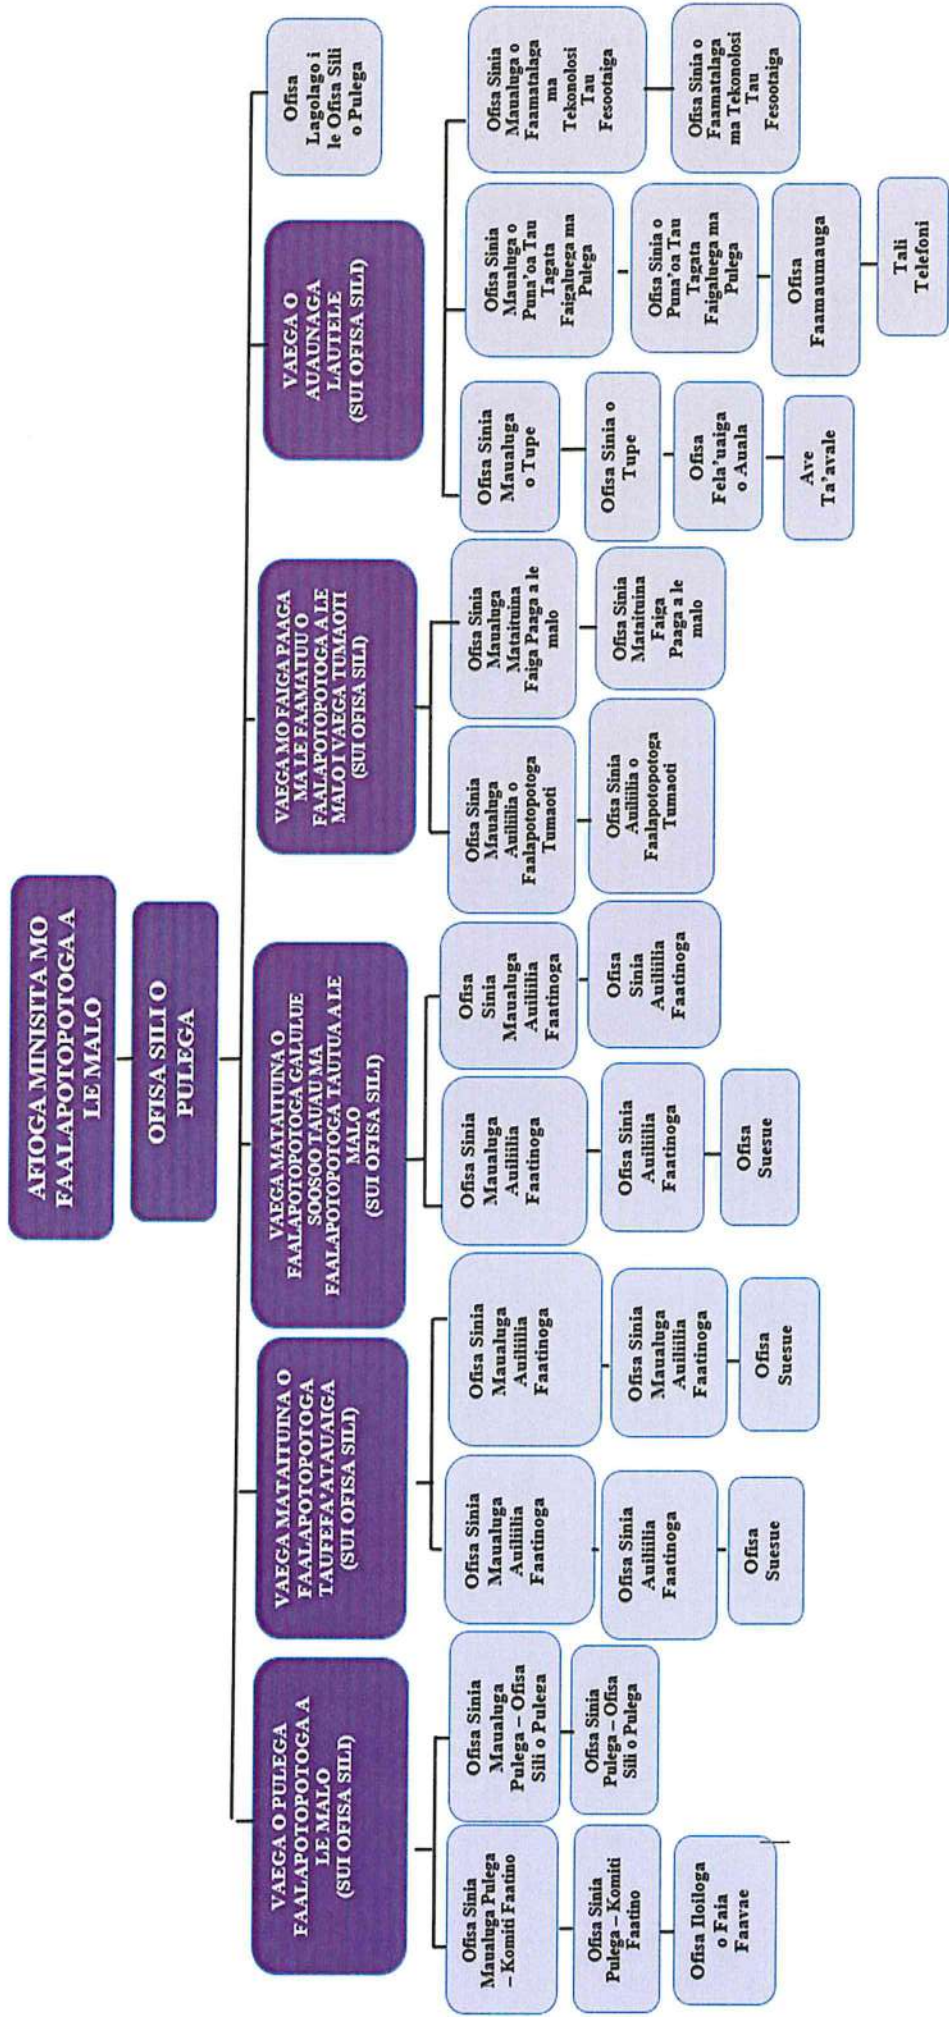 AFIOGA MINISITA MO
FAALAPOTOPOTOGA A
LE MALO
OFISA SILI O
PULEGA
VAEGA O PULEGA
FAALAPOTOPOTOGA A
LE MALO
(SUI OFISA SILI)
VAEGA MATAITUINA O
FAALAPOTOPOTOGA
TAUFEFA'ATAUAIGA
(SUI OFISA SILI)
VAEGA MATAITUINA O
FAALAPOTOPOTOGA GALULUE
SOOSOO TAUAU MA
FAALAPOTOPOTOGA TAUTUA A LE
MALO
(SUI OFISA SILI)
VAEGA MO FAIGA PAAGA
MA LE FAAMATUU O
FAALAPOTOPOTOGA A LE
MALO I VAEGA TUMAOTI
(SUI OFISA SILI)
VAEGA O
AUAUNAGA
LAUTELE
(SUI OFISA SILI)
Ofisa
Lagolago i
le Ofisa Sili
o Pulega
Ofisa Sinia
Maualuga Pulega
– Komiti Faatino
Ofisa Sinia
Pulega – Komiti
Faatino
Ofisa Iloiloga
o Faia
Faavae
Ofisa Sinia
Maualuga
Pulega – Ofisa
Sili o Pulega
Ofisa Sinia
Pulega – Ofisa
Sili o Pulega
Ofisa Sinia
Maualuga
Auiliilia
Faatinoga
Ofisa Sinia
Auiliilia
Faatinoga
Ofisa
Suesue
Ofisa Sinia
Maualuga
Auiliilia
Faatinoga
Ofisa Sinia
Maualuga
Auiliilia
Faatinoga
Ofisa
Suesue
Ofisa Sinia
Maualuga
Auiliilia
Faatinoga
Ofisa Sinia
Auiliilia
Faatinoga
Ofisa
Suesue
Ofisa
Sinia
Maualuga
Auiliilia
Faatinoga
Ofisa
Sinia
Auiliilia
Faatinoga
Ofisa Sinia
Maualuga
Auiliilia o
Faalapotopotoga
Tumaoti
Ofisa Sinia
Auiliilia o
Faalapotopotoga
Tumaoti
Ofisa Sinia
Maualuga
Mataituina
Faiga Paaga a le
malo
Ofisa Sinia
Mataituina
Faiga
Paaga a le
malo
Ofisa Sinia
Maualuga
o Tupe
Ofisa Sinia o
Tupe
Ofisa
Fela'uaiga
o Auala
Ave
Ta'avale
Ofisa Sinia
Maualuga o
Puna'oa Tau
Tagata
Faigaluega ma
Pulega
Ofisa Sinia o
Puna'oa Tau
Tagata
Faigaluega ma
Pulega
Ofisa
Faamaumauga
Tali
Telefoni
Ofisa Sinia
Maualuga o
Faamatalaga
ma
Tekonolosi
Tau
Fesootaiga
Ofisa Sinia o
Faamatalaga
ma Tekonolosi
Tau
Fesootaiga